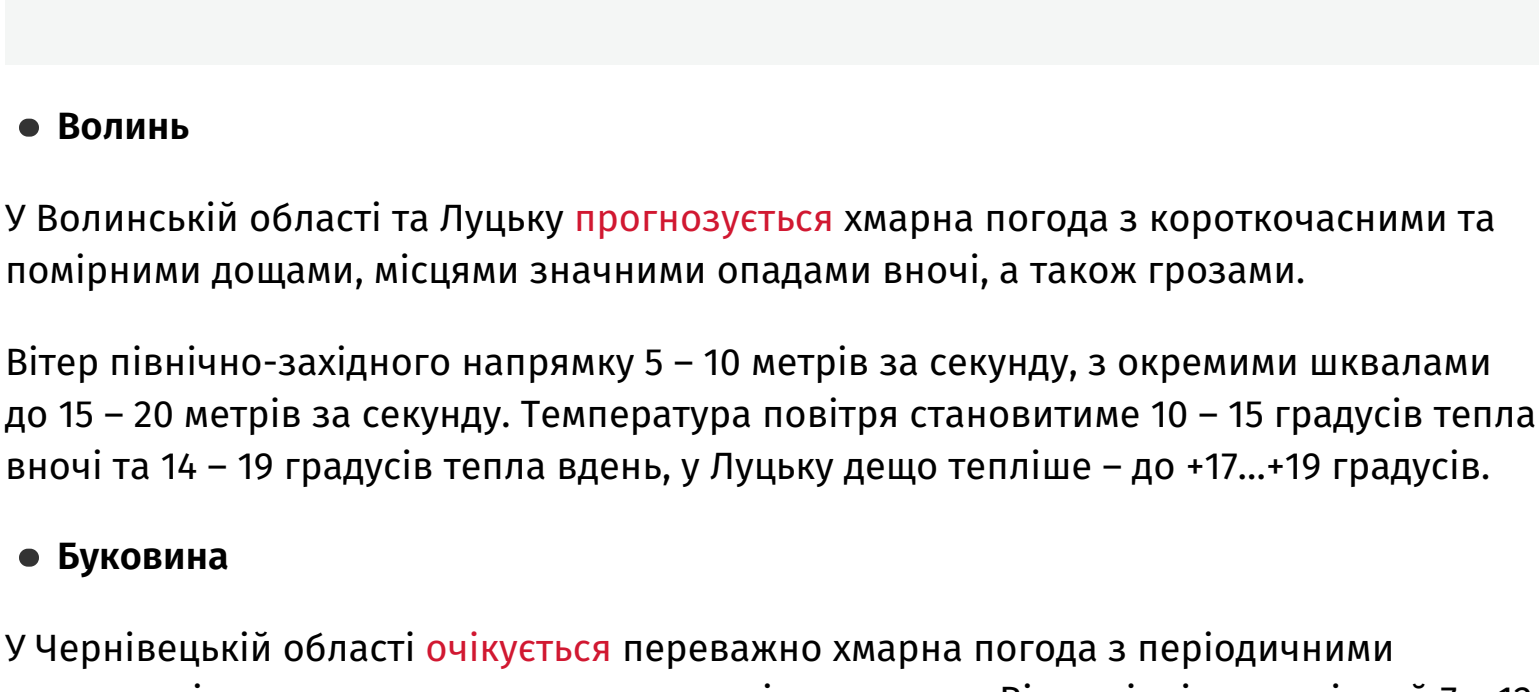 Волинь
У Волинській області та Луцьку прогнозується хмарна погода з короткочасними та
помірними дощами, місцями значними опадами вночі, а також грозами.
Вітер північно-західного напрямку 5 – 10 метрів за секунду, з окремими шквалами
до 15 – 20 метрів за секунду. Температура повітря становитиме 10 – 15 градусів тепла
вночі та 14 – 19 градусів тепла вдень, у Луцьку дещо тепліше – до +17...+19 градусів.
Буковина
У Чернівецькій області очікується переважно хмарна погода з періодичними